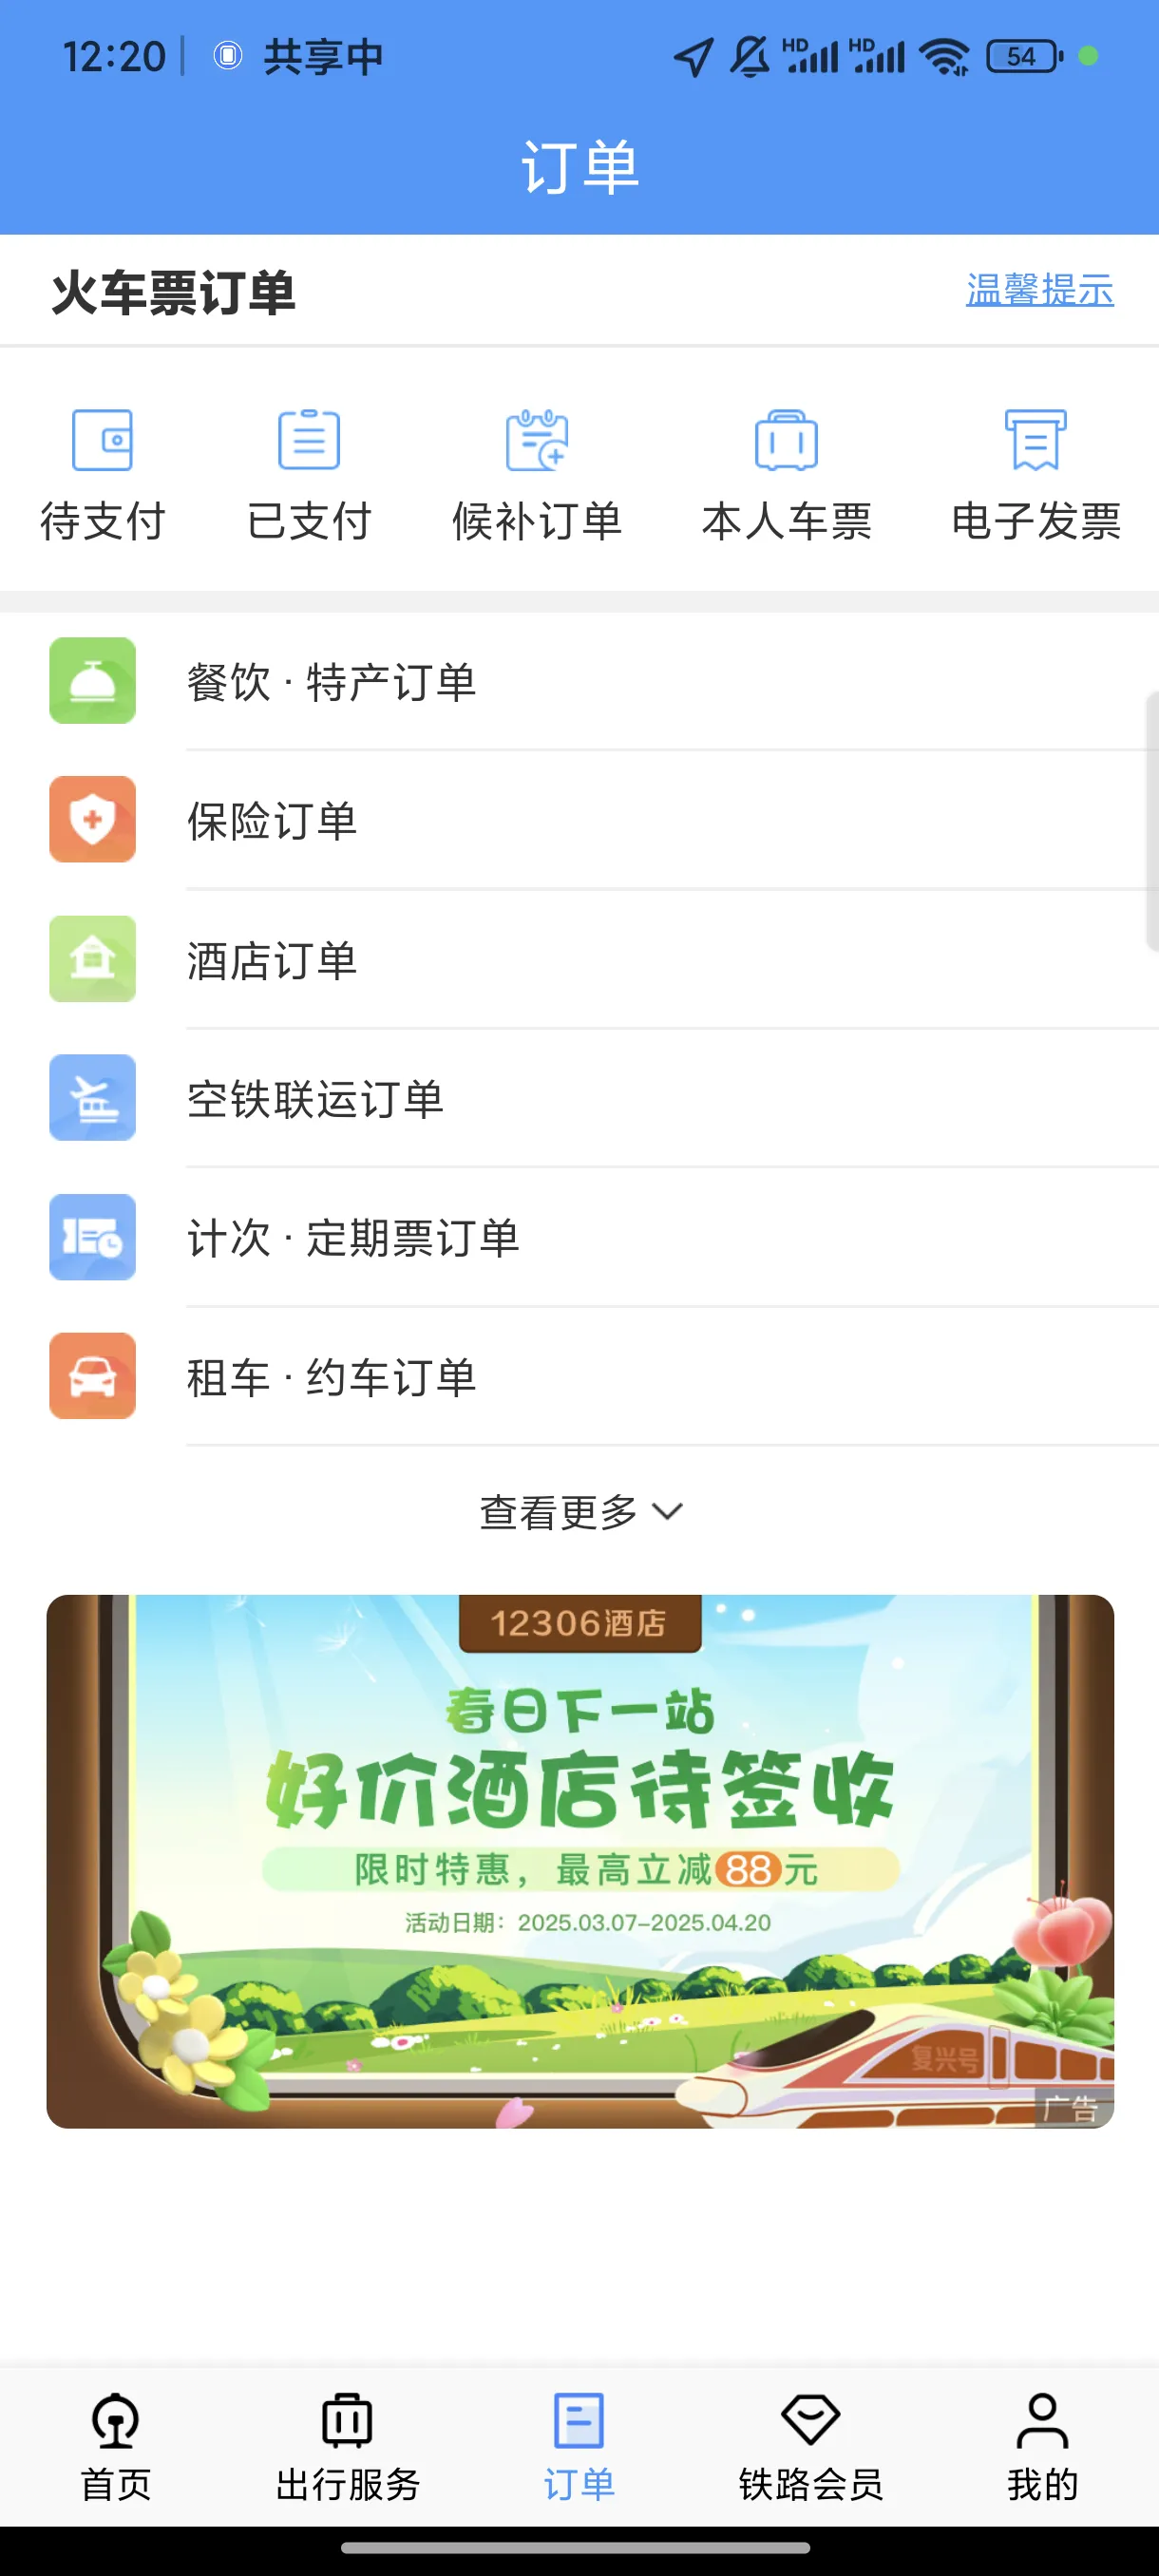 12:20 共享中 HD HD 54
订单
火车票订单 温馨提示
待支付 已支付 候补订单 本人车票 电子发票
餐饮 · 特产订单
保险订单
酒店订单
空铁联运订单
计次 · 定期票订单
租车 · 约车订单
查看更多
12306酒店
春日下一站
好价酒店待签收
限时特惠，最高立减88元
活动日期：2025.03.07-2025.04.20
复兴号
广告
首页 出行服务 订单 铁路会员 我的